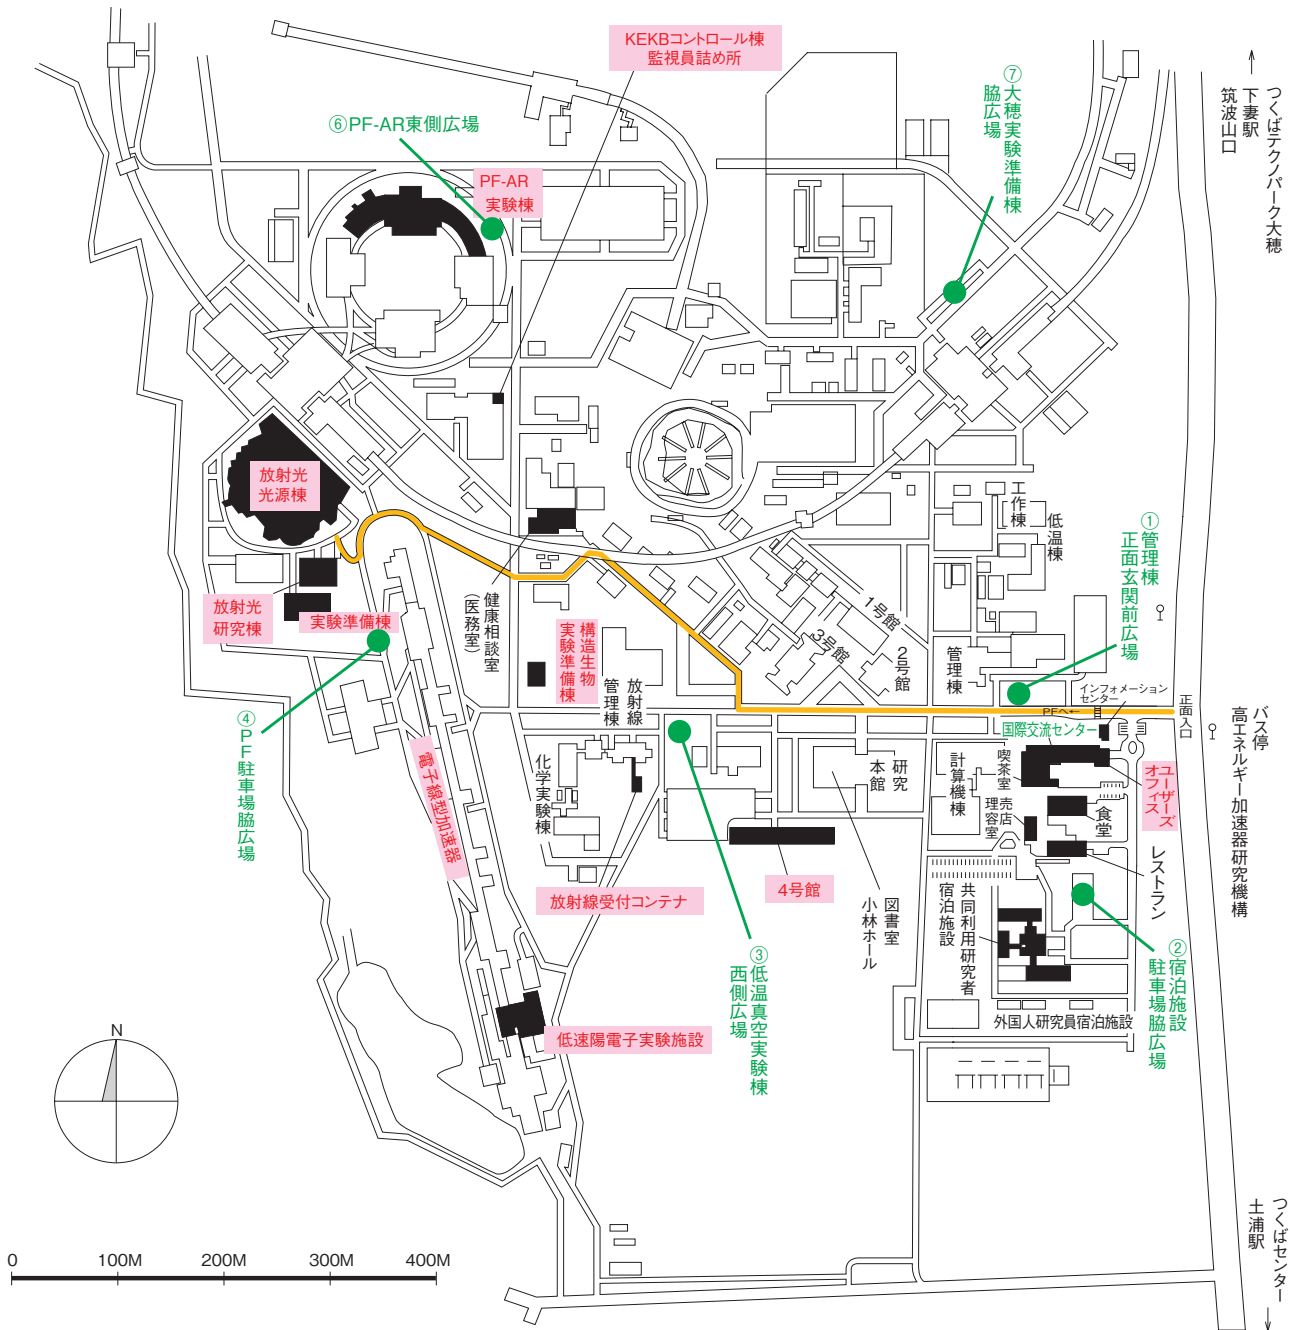 KEKBコントロール棟
監視員詰め所
⑥PF-AR東側広場
PF-AR
実験棟
⑦大穂実験準備棟
脇広場
つくばテクノパーク大穂
下妻駅
筑波山口
放射光
光源棟
放射光
研究棟
実験準備棟
健康相談室
(医務室)
構造生物
実験準備棟
放射線
管理棟
1号館
3号館
2号館
管理棟
工作棟
低温棟
①管理棟
正面玄関前広場
インフォメーション
センター
PFへ←
正面入口
国際交流センター
バス停
高エネルギー加速器研究機構
④PF駐車場脇広場
電子線型加速器
化学実験棟
放射線受付コンテナ
4号館
研究
本館
計算機棟
喫茶室
売店
理容室
食堂
ユーザーズ
オフィス
レストラン
図書室
小林ホール
共同利用研究者
宿泊施設
②宿泊施設
駐車場脇広場
③低温真空実験棟
西側広場
外国人研究員宿泊施設
低速陽電子実験施設
N
0 100M 200M 300M 400M
つくばセンター
土浦駅